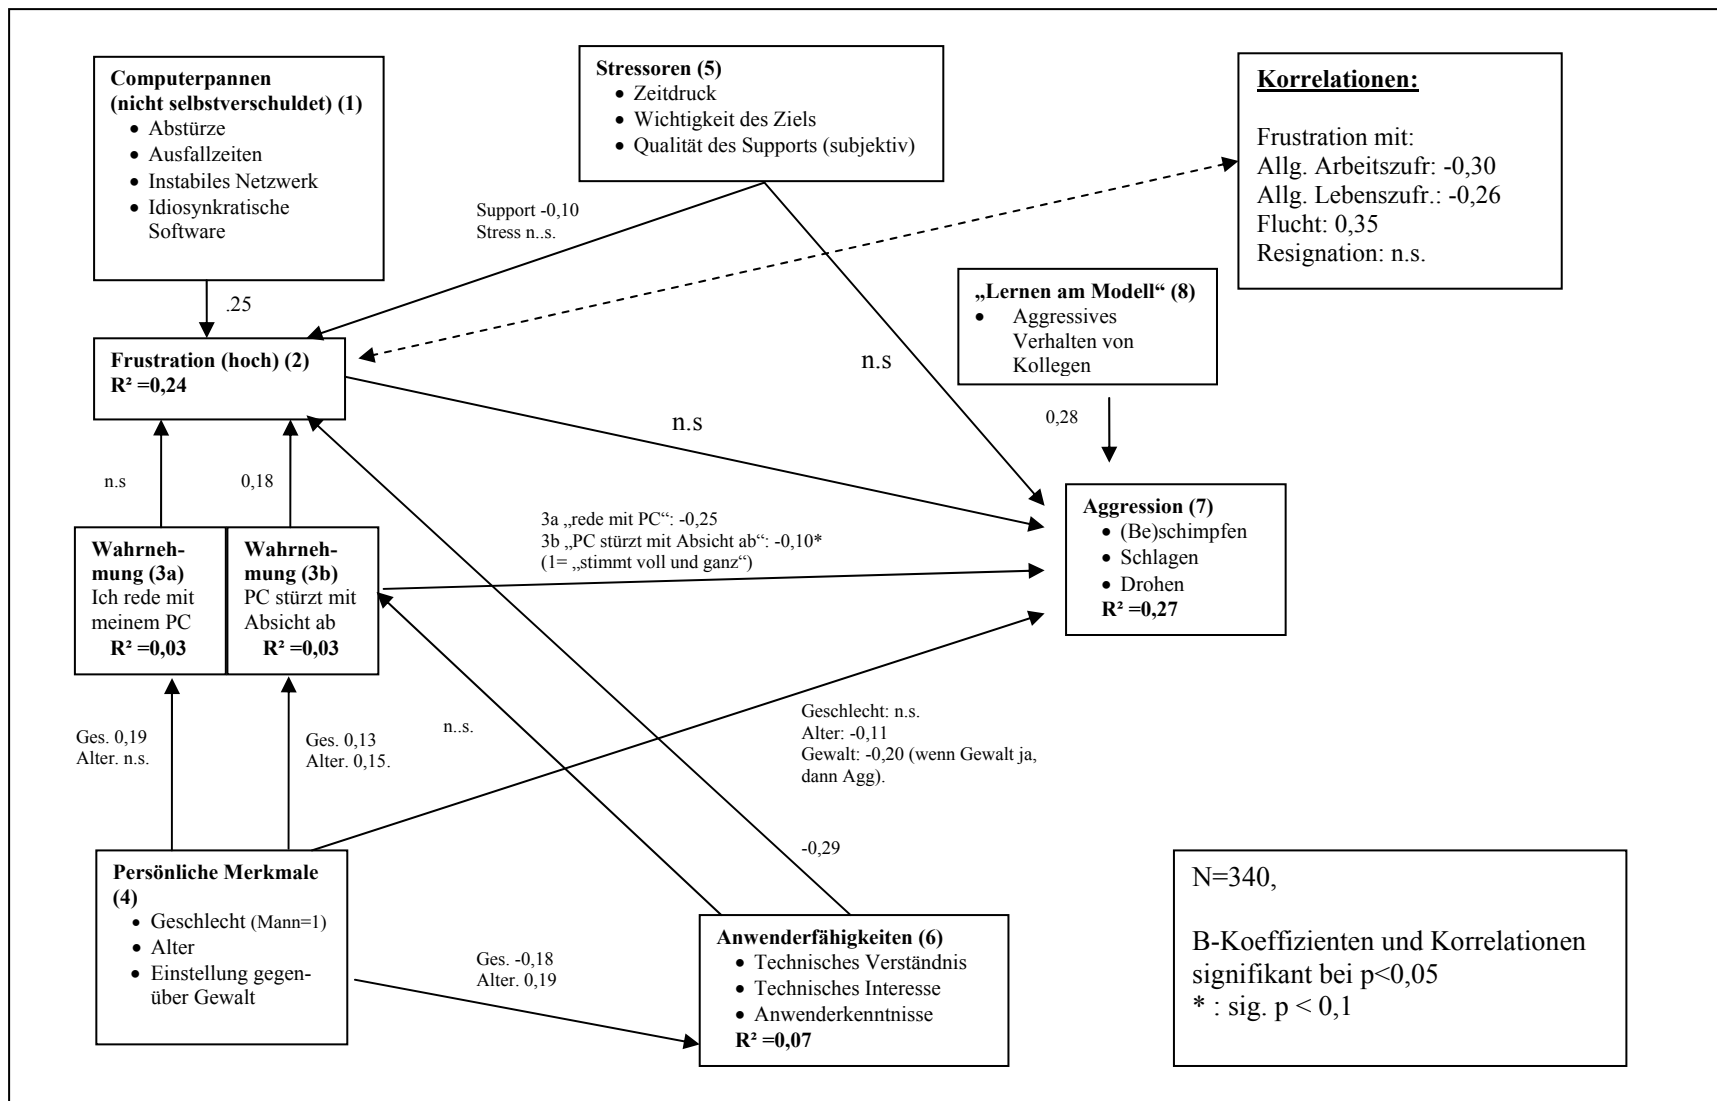 Computerpannen
(nicht selbstverschuldet) (1)
• Abstürze
• Ausfallzeiten
• Instabiles Netzwerk
• Idiosynkratische
Software
Stressoren (5)
• Zeitdruck
• Wichtigkeit des Ziels
• Qualität des Supports (subjektiv)
Korrelationen:
Frustration mit:
Allg. Arbeitszufr: -0,30
Allg. Lebenszufr.: -0,26
Flucht: 0,35
Resignation: n.s.
Support -0,10
Stress n..s.
.25
„Lernen am Modell“ (8)
• Aggressives
Verhalten von
Kollegen
Frustration (hoch) (2)
R² =0,24
n.s
n.s
0,28
n.s
0,18
Wahrneh-
mung (3a)
Ich rede mit
meinem PC
R² =0,03
Wahrneh-
mung (3b)
PC stürzt mit
Absicht ab
R² =0,03
3a „rede mit PC“: -0,25
3b „PC stürzt mit Absicht ab“: -0,10*
(1= „stimmt voll und ganz“)
Aggression (7)
• (Be)schimpfen
• Schlagen
• Drohen
R² =0,27
Ges. 0,19
Alter. n.s.
Ges. 0,13
Alter. 0,15.
n..s.
Geschlecht: n.s.
Alter: -0,11
Gewalt: -0,20 (wenn Gewalt ja,
dann Agg).
-0,29
Persönliche Merkmale
(4)
• Geschlecht (Mann=1)
• Alter
• Einstellung gegen-
über Gewalt
Ges. -0,18
Alter. 0,19
Anwenderfähigkeiten (6)
• Technisches Verständnis
• Technisches Interesse
• Anwenderkenntnisse
R² =0,07
N=340,
B-Koeffizienten und Korrelationen
signifikant bei p<0,05
* : sig. p < 0,1